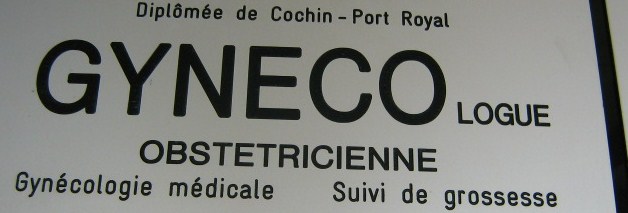 Diplômée de Cochin - Port Royal
GYNECOLOGUE
OBSTETRICIENNE
Gynécologie médicale Suivi de grossesse